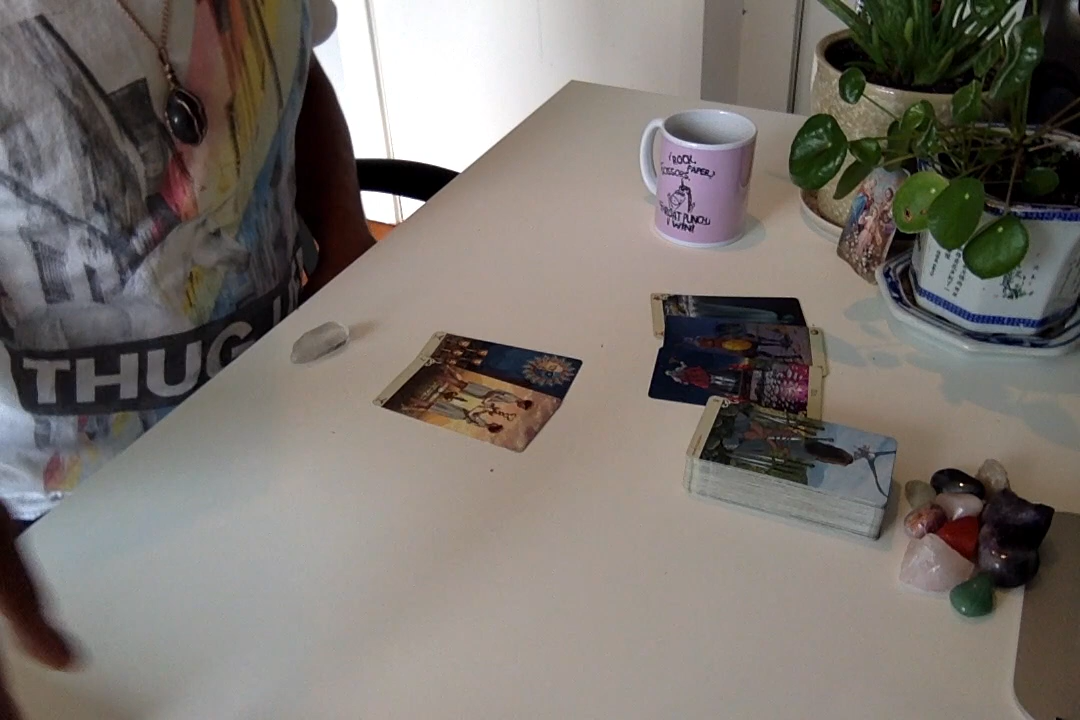 THUG
I ROCK,
PAPER,
SCISSORS,
THROAT PUNCH,
I WIN!